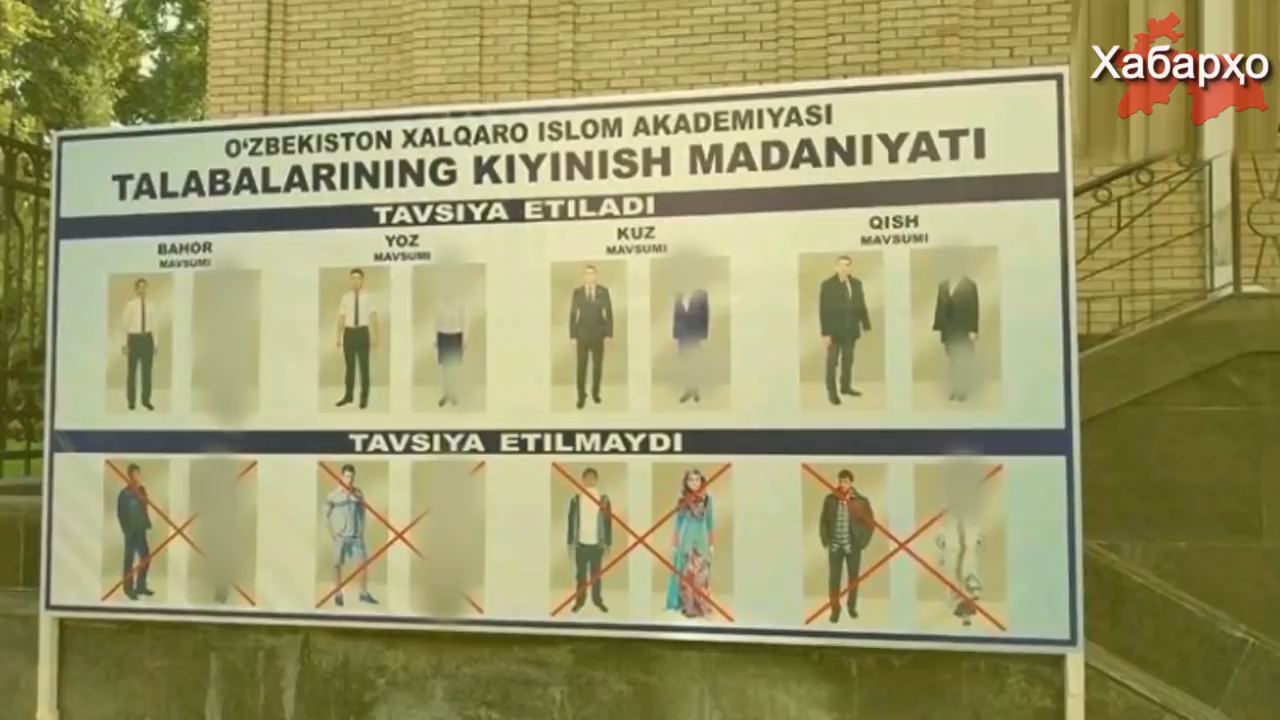 Хабарҳо
O‘ZBEKISTON XALQARO ISLOM AKADEMIYASI
TALABALARINING KIYINISH MADANIYATI
TAVSIYA ETILADI
BAHOR
MAVSUMI
YOZ
MAVSUMI
KUZ
MAVSUMI
QISH
MAVSUMI
TAVSIYA ETILMAYDI